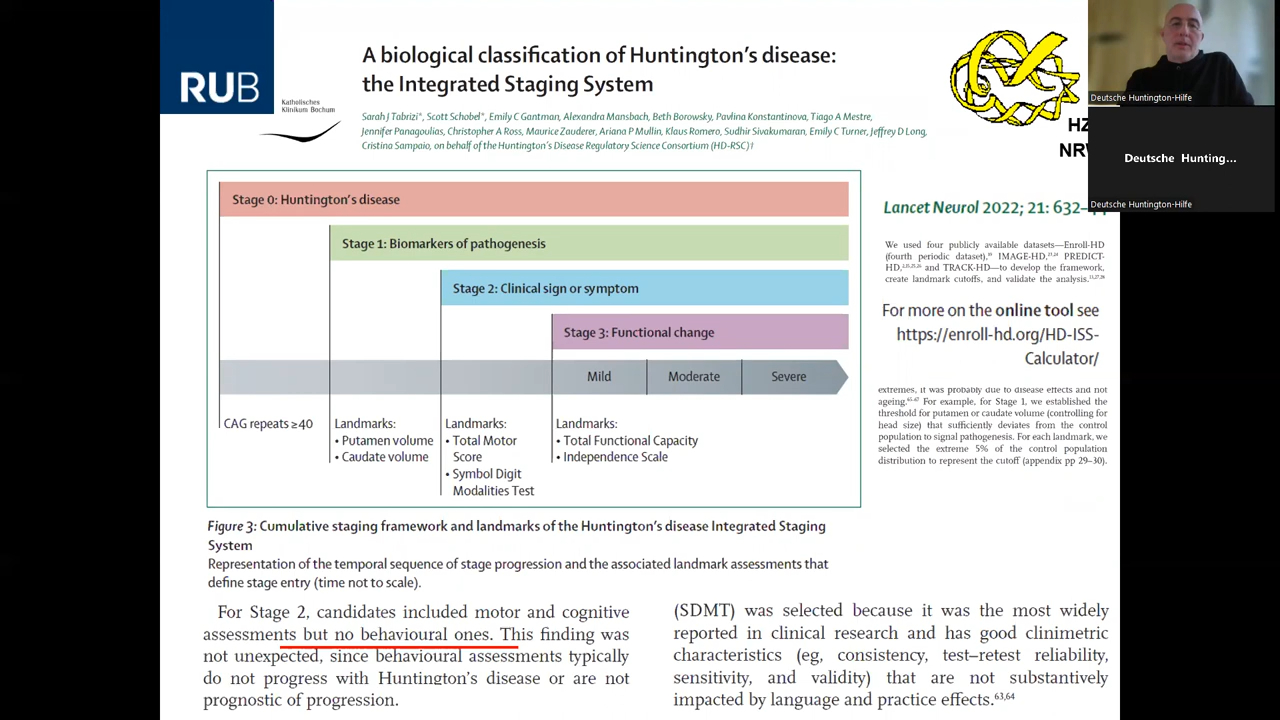 RUB
Katholisches
Klinikum Bochum
A biological classification of Huntington's disease:
the Integrated Staging System
Sarah J Tabrizi*, Scott Schobel*, Emily C Gantman, Alexandra Mansbach, Beth Borowsky, Pavlina Konstantinova, Tiago A Mestre,
Jennifer Panagoulias, Christopher A Ross, Maurice Zauderer, Ariana P Mullin, Klaus Romero, Sudhir Sivakumaran, Emily C Turner, Jeffrey D Long,
Cristina Sampaio, on behalf of the Huntington's Disease Regulatory Science Consortium (HD-RSC)†
Deutsche Huntington-Hilfe
Deutsche Hunting...
Deutsche Huntington-Hilfe
Stage 0: Huntington's disease
Stage 1: Biomarkers of pathogenesis
Stage 2: Clinical sign or symptom
Stage 3: Functional change
Mild Moderate Severe
CAG repeats ≥40
Landmarks:
• Putamen volume
• Caudate volume
Landmarks:
• Total Motor
Score
• Symbol Digit
Modalities Test
Landmarks:
• Total Functional Capacity
• Independence Scale
Lancet Neurol 2022; 21: 632–
We used four publicly available datasets—Enroll-HD
(fourth periodic dataset), IMAGE-HD, PREDICT-
HD, and TRACK-HD—to develop the framework,
create landmark cutoffs, and validate the analysis.
For more on the online tool see
https://enroll-hd.org/HD-ISS-
Calculator/
extremes, it was probably due to disease effects and not
ageing. For example, for Stage 1, we established the
threshold for putamen or caudate volume (controlling for
head size) that sufficiently deviates from the control
population to signal pathogenesis. For each landmark, we
selected the extreme 5% of the control population
distribution to represent the cutoff (appendix pp 29–30).
Figure 3: Cumulative staging framework and landmarks of the Huntington's disease Integrated Staging
System
Representation of the temporal sequence of stage progression and the associated landmark assessments that
define stage entry (time not to scale).
For Stage 2, candidates included motor and cognitive
assessments but no behavioural ones. This finding was
not unexpected, since behavioural assessments typically
do not progress with Huntington's disease or are not
prognostic of progression.
(SDMT) was selected because it was the most widely
reported in clinical research and has good clinimetric
characteristics (eg, consistency, test–retest reliability,
sensitivity, and validity) that are not substantively
impacted by language and practice effects.63,64